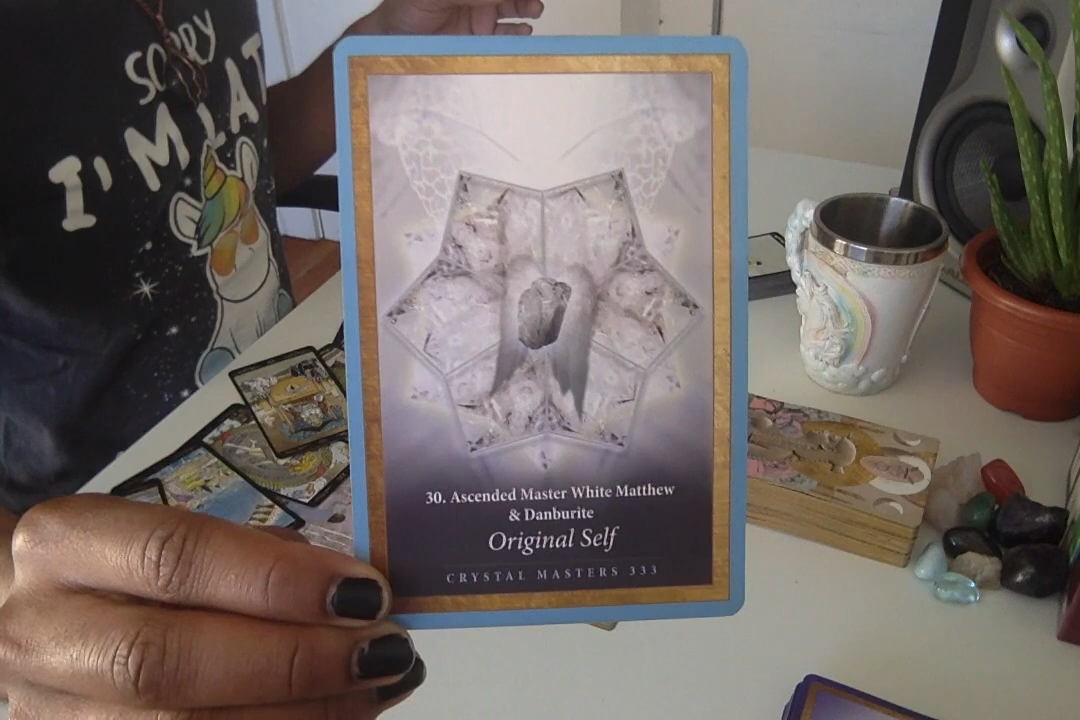 SORRY
I'M LAT
30. Ascended Master White Matthew
& Danburite
Original Self
CRYSTAL MASTERS 333